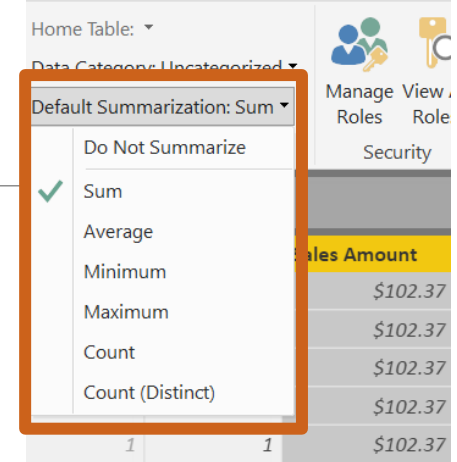 Home Table:
Data Category: Uncategorized
Default Summarization: Sum
Do Not Summarize
Sum
Average
Minimum
Maximum
Count
Count (Distinct)
Manage View
Roles
Security
ales Amount
$102.37
$102.37
$102.37
$102.37
1 1 $102.37